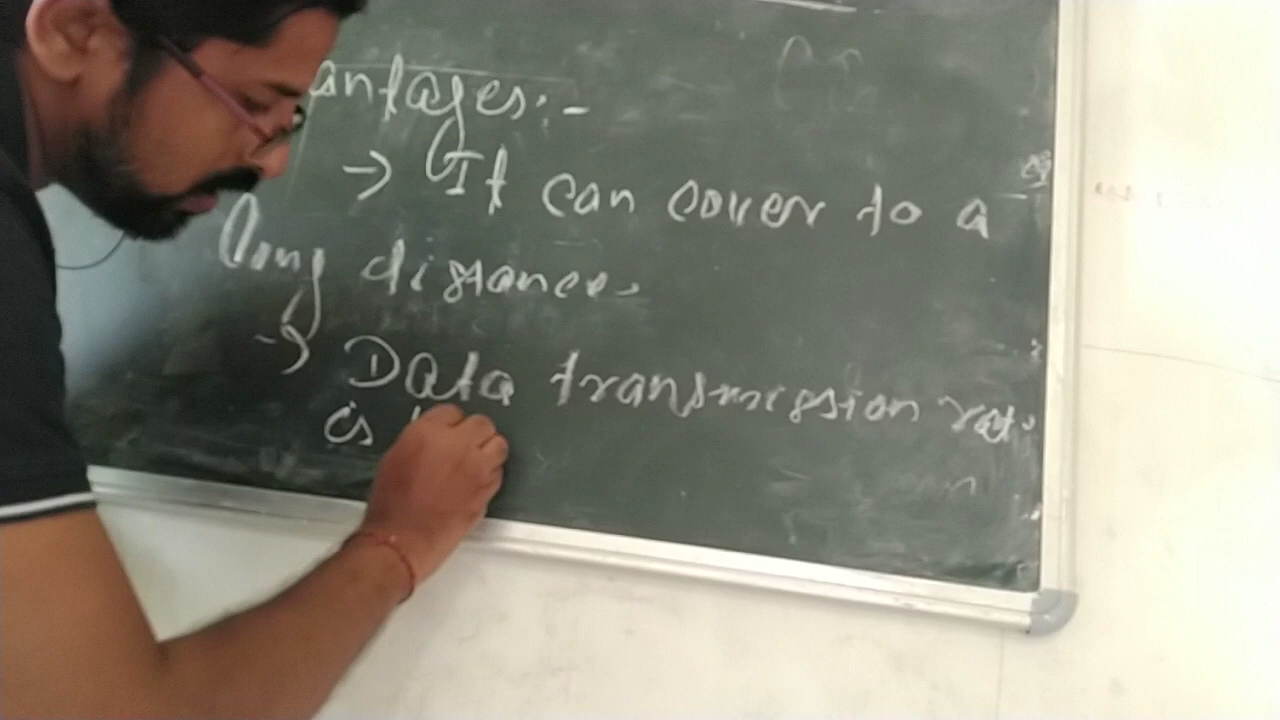 antages:-
→ It can cover to a
long distance.
→ Data transmission rate
is